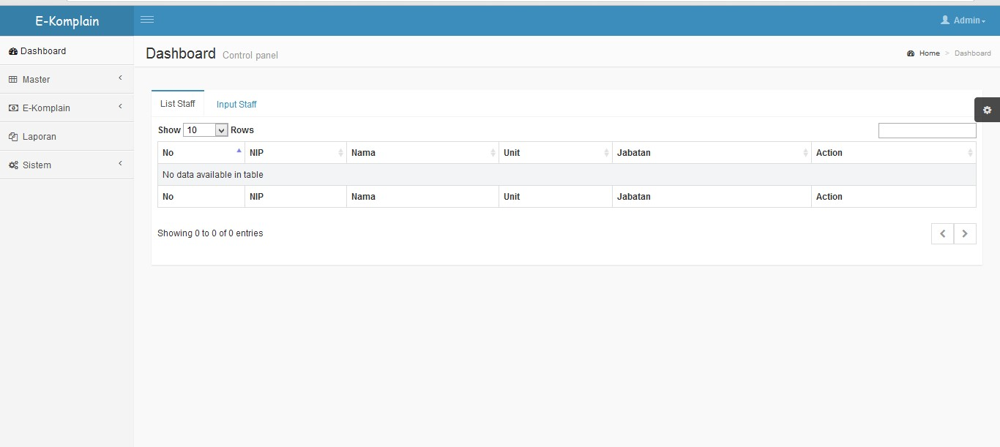 E-Komplain
Admin
Dashboard
Master
E-Komplain
Laporan
Sistem
Dashboard Control panel
Home > Dashboard
List Staff Input Staff
Show 10 Rows
No NIP Nama Unit Jabatan Action
No data available in table
No NIP Nama Unit Jabatan Action
Showing 0 to 0 of 0 entries